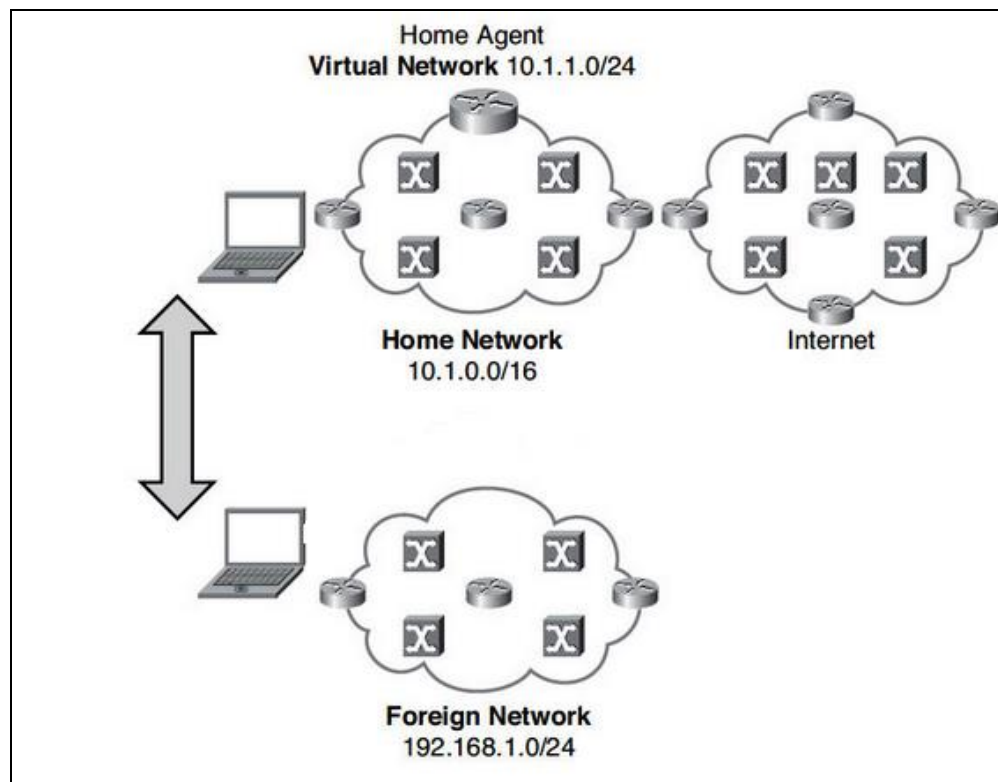 Home Agent
Virtual Network 10.1.1.0/24
Home Network
10.1.0.0/16
Internet
Foreign Network
192.168.1.0/24